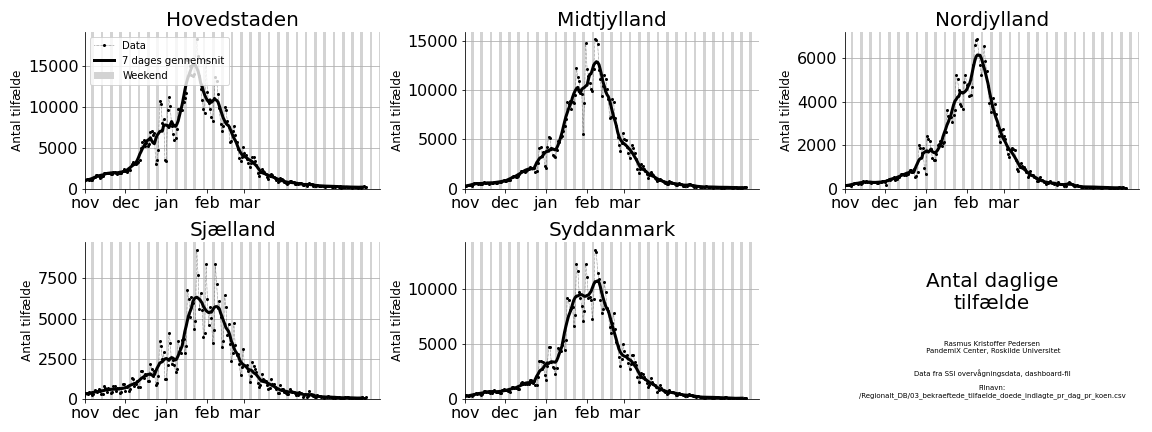 Hovedstaden
Antal tilfælde
15000
10000
5000
0
nov dec jan feb mar
Data
7 dages gennemsnit
Weekend
Midtjylland
Antal tilfælde
15000
10000
5000
0
nov dec jan feb mar
Nordjylland
Antal tilfælde
6000
4000
2000
0
nov dec jan feb mar
Sjælland
Antal tilfælde
7500
5000
2500
0
nov dec jan feb mar
Syddanmark
Antal tilfælde
10000
5000
0
nov dec jan feb mar
Antal daglige
tilfælde
Rasmus Kristoffer Pedersen
PandemiX Center, Roskilde Universitet
Data fra SSI overvågningsdata, dashboard-fil
Filnavn:
/Regionalt_DB/03_bekraeftede_tilfaelde_doede_indlagte_pr_dag_pr_koen.csv